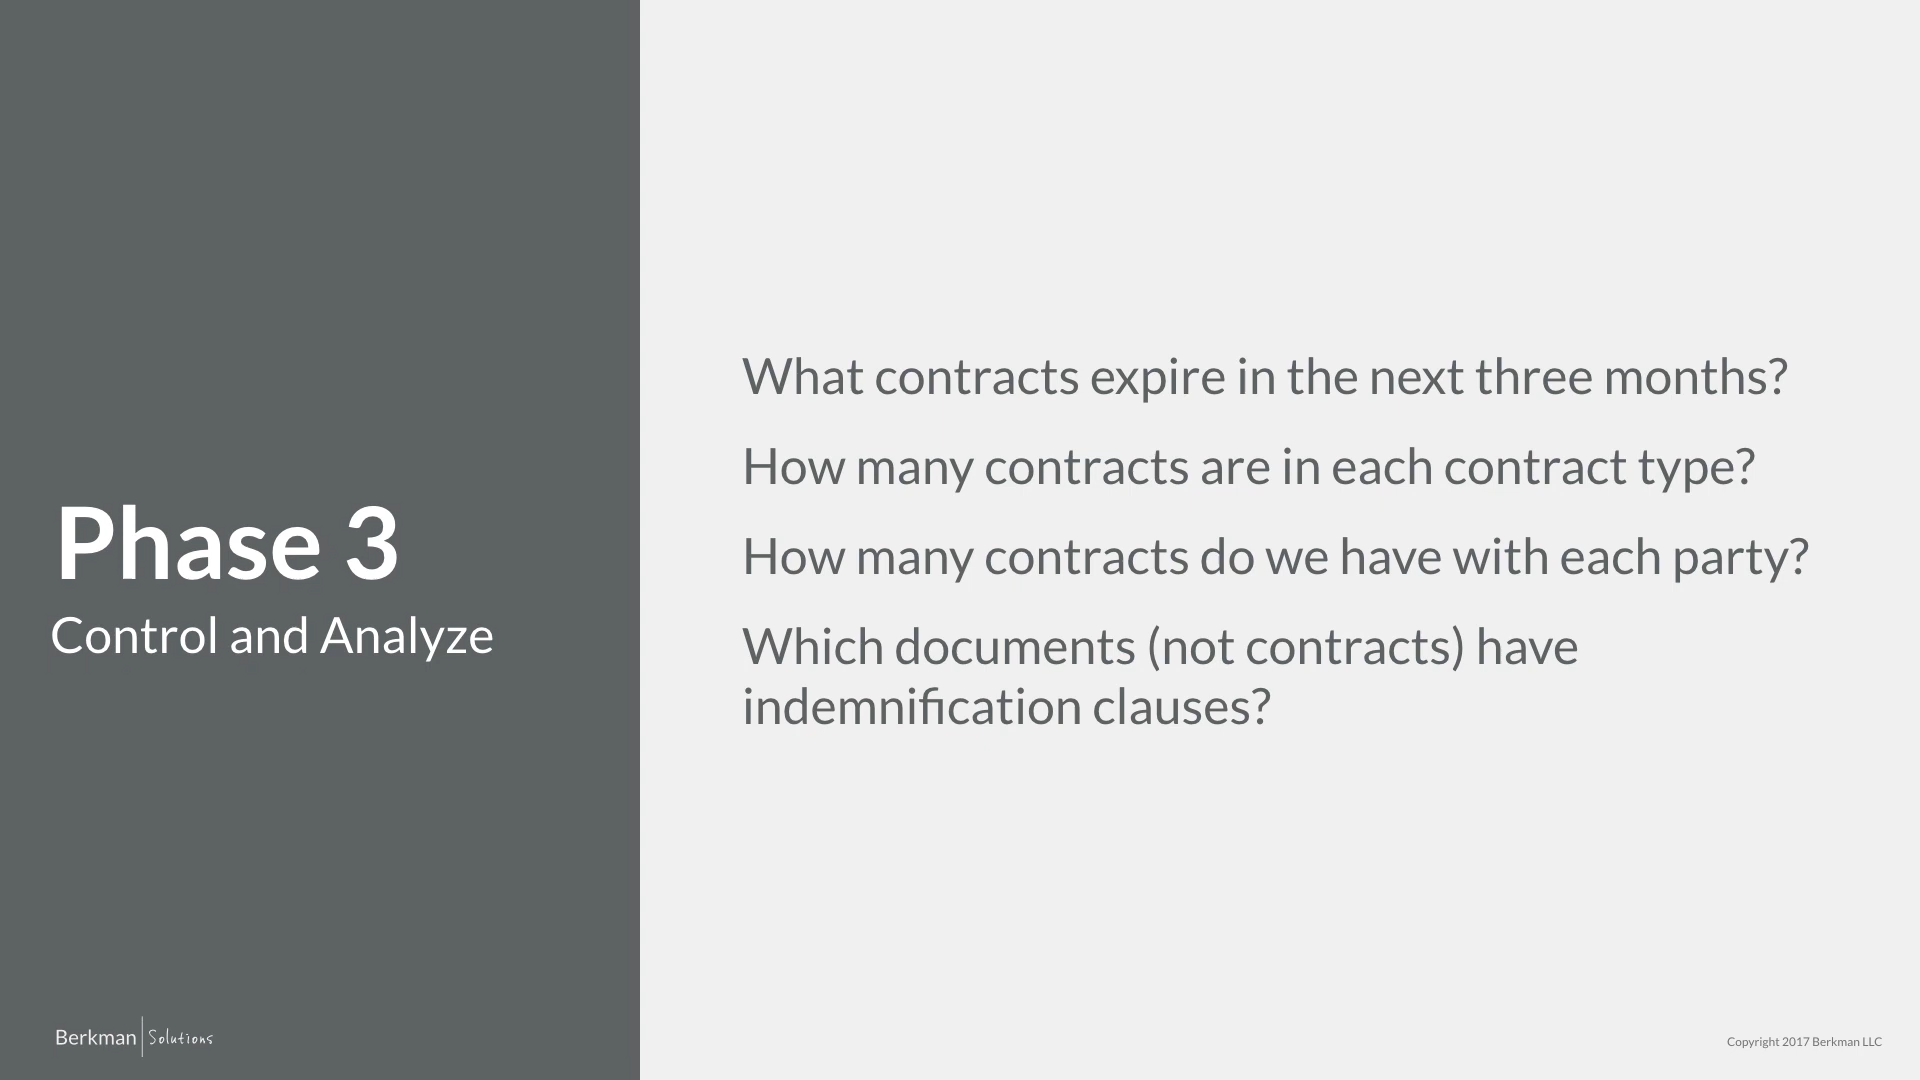 Phase 3
Control and Analyze
What contracts expire in the next three months?
How many contracts are in each contract type?
How many contracts do we have with each party?
Which documents (not contracts) have
indemnification clauses?
Berkman Solutions
Copyright 2017 Berkman LLC